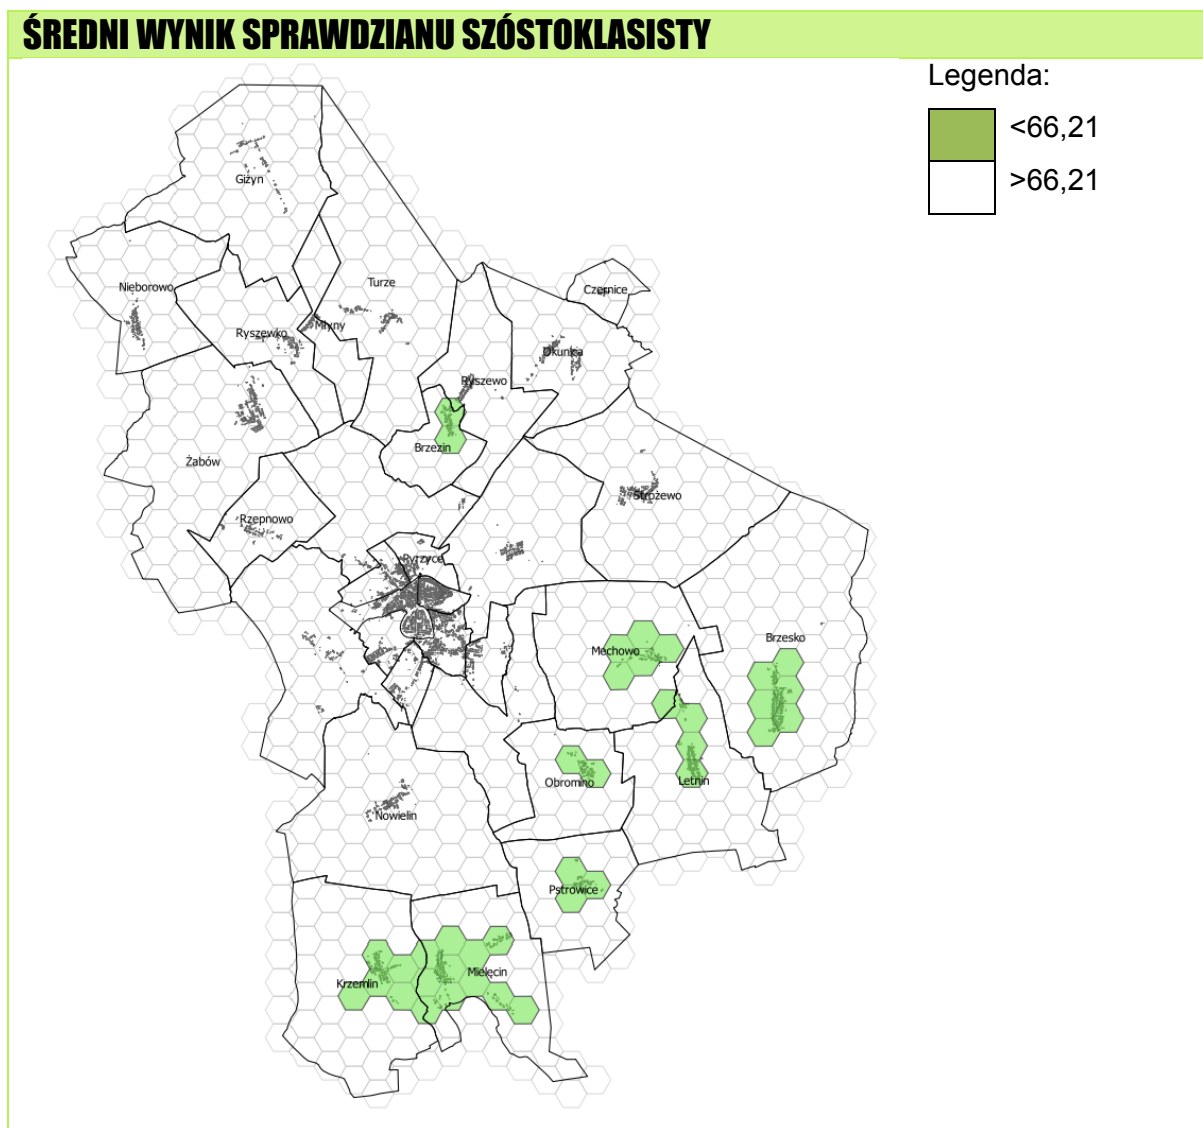 ŚREDNI WYNIK SPRAWDZIANU SZÓSTOKLASISTY
Legenda:
<66,21
>66,21
Giżyn
Nieborowo
Turze
Czernice
Młyny
Ryszewko
Okunica
Ryszewo
Brzezin
Żabów
Strożewo
Rzepnowo
Pyrzyce
Brzesko
Mechowo
Obromino
Letnin
Nowielin
Pstrowice
Mielęcin
Krzemlin